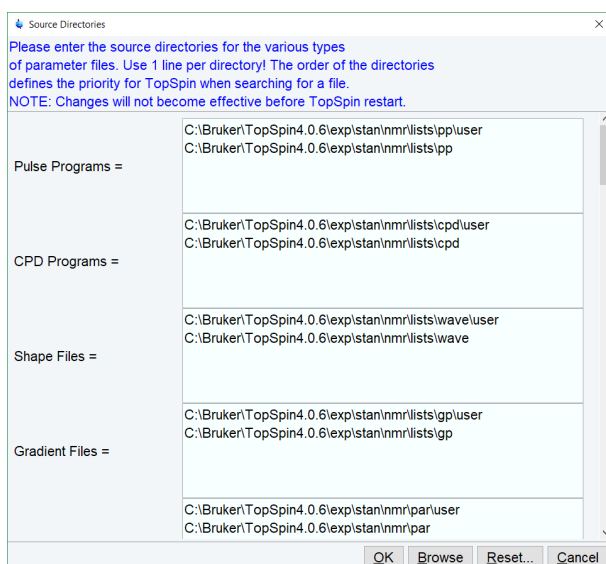 Source Directories
Please enter the source directories for the various types
of parameter files. Use 1 line per directory! The order of the directories
defines the priority for TopSpin when searching for a file.
NOTE: Changes will not become effective before TopSpin restart.
Pulse Programs =
C:\Bruker\TopSpin4.0.6\exp\stan\nmr\lists\pp\user
C:\Bruker\TopSpin4.0.6\exp\stan\nmr\lists\pp
CPD Programs =
C:\Bruker\TopSpin4.0.6\exp\stan\nmr\lists\cpd\user
C:\Bruker\TopSpin4.0.6\exp\stan\nmr\lists\cpd
Shape Files =
C:\Bruker\TopSpin4.0.6\exp\stan\nmr\lists\wave\user
C:\Bruker\TopSpin4.0.6\exp\stan\nmr\lists\wave
Gradient Files =
C:\Bruker\TopSpin4.0.6\exp\stan\nmr\lists\gp\user
C:\Bruker\TopSpin4.0.6\exp\stan\nmr\lists\gp
C:\Bruker\TopSpin4.0.6\exp\stan\nmr\par\user
C:\Bruker\TopSpin4.0.6\exp\stan\nmr\par
OK Browse Reset... Cancel